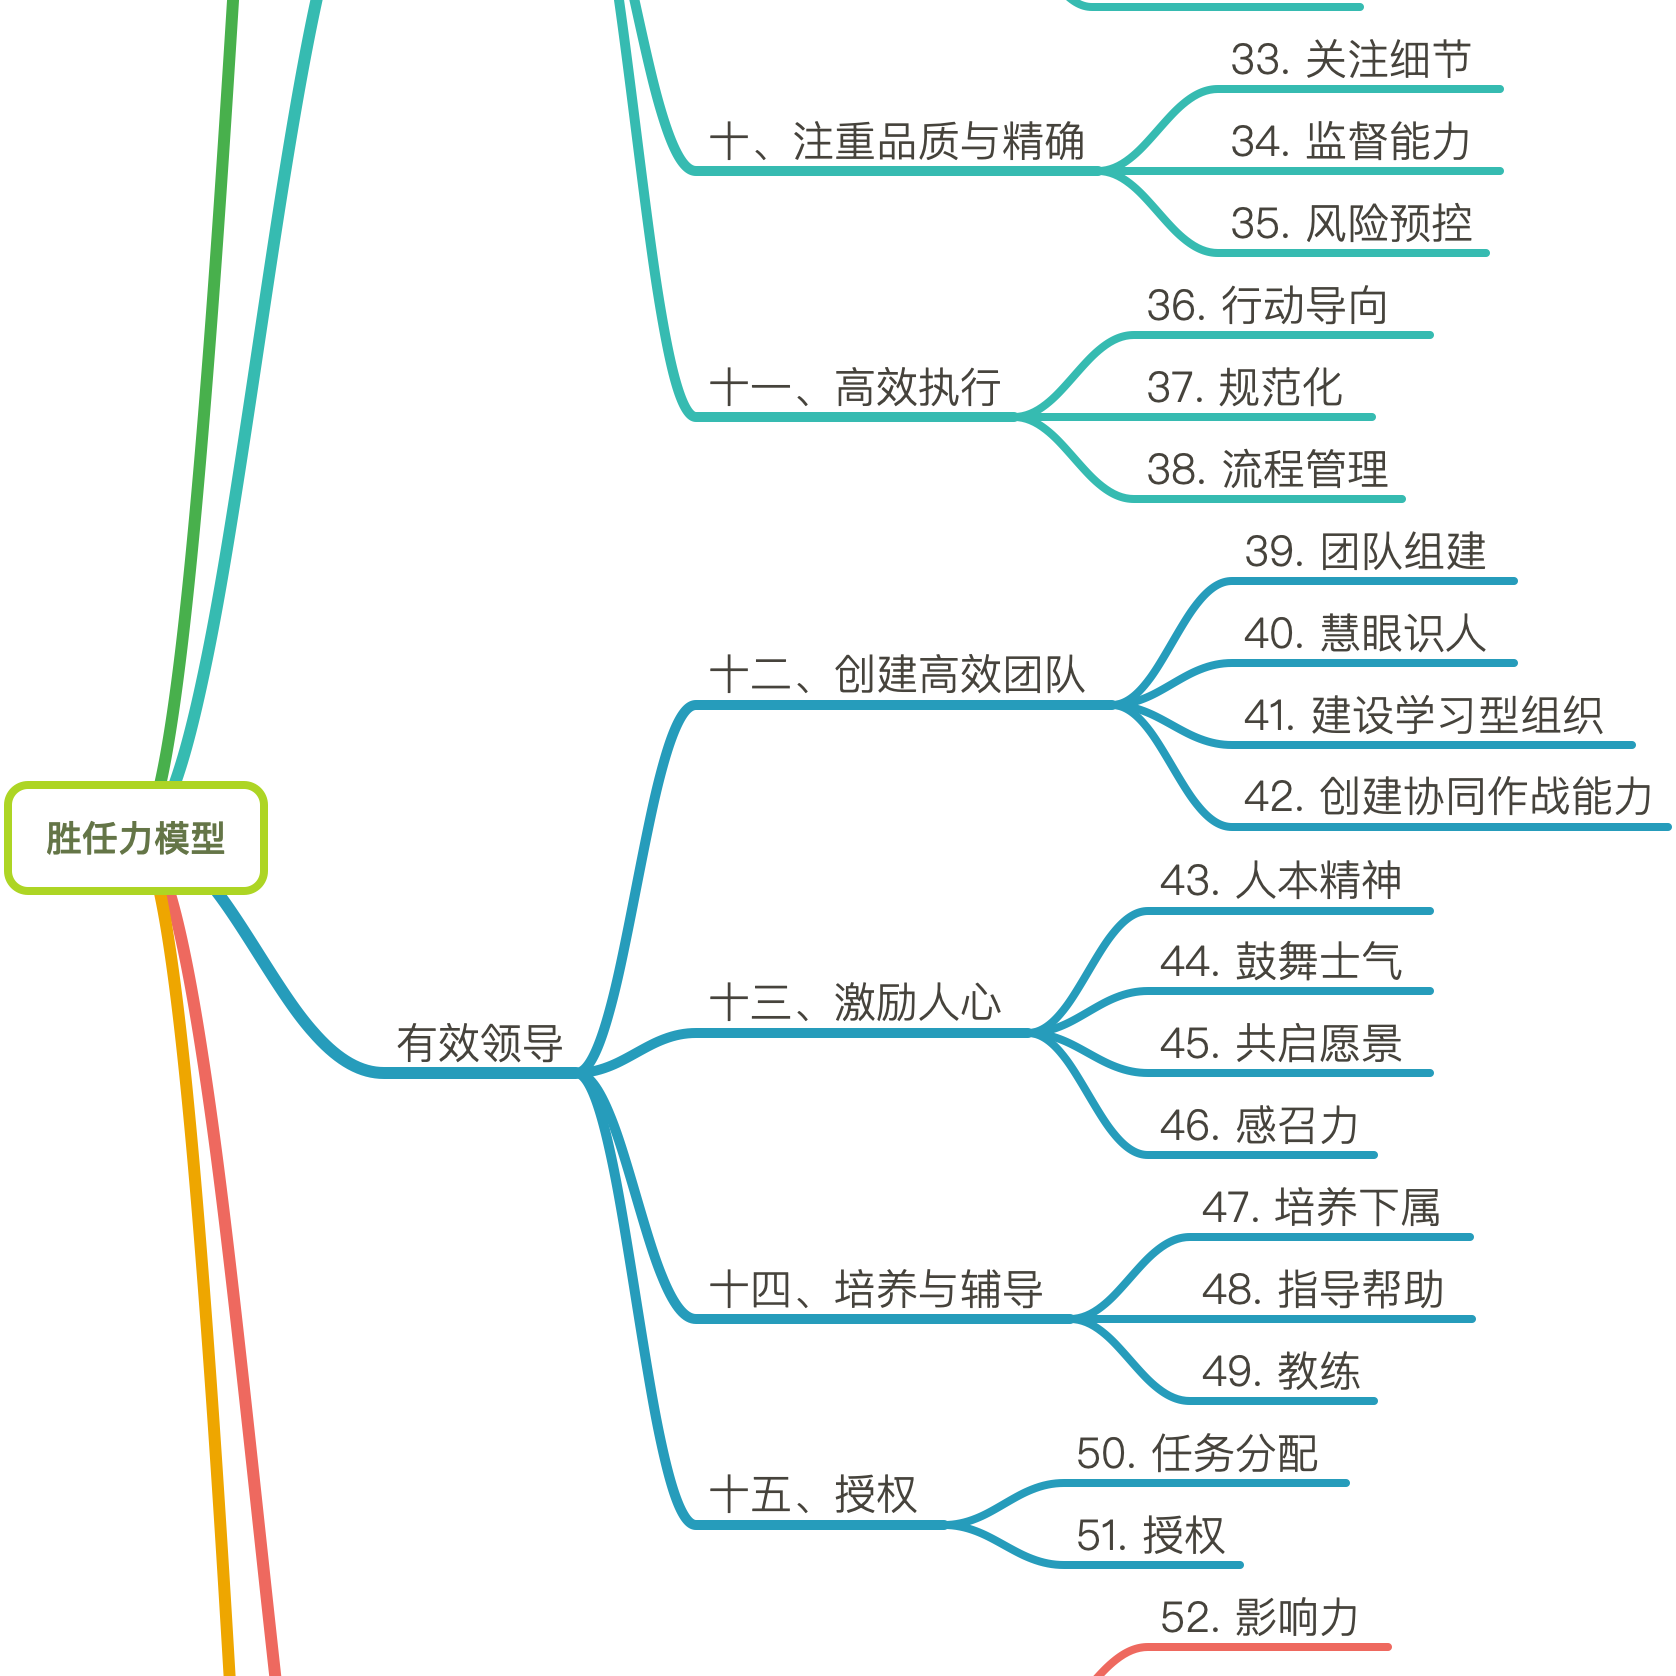 33. 关注细节
十、注重品质与精确
34. 监督能力
35. 风险预控
36. 行动导向
十一、高效执行
37. 规范化
38. 流程管理
39. 团队组建
40. 慧眼识人
十二、创建高效团队
41. 建设学习型组织
42. 创建协同作战能力
胜任力模型
43. 人本精神
44. 鼓舞士气
十三、激励人心
有效领导
45. 共启愿景
46. 感召力
47. 培养下属
十四、培养与辅导
48. 指导帮助
49. 教练
50. 任务分配
十五、授权
51. 授权
52. 影响力